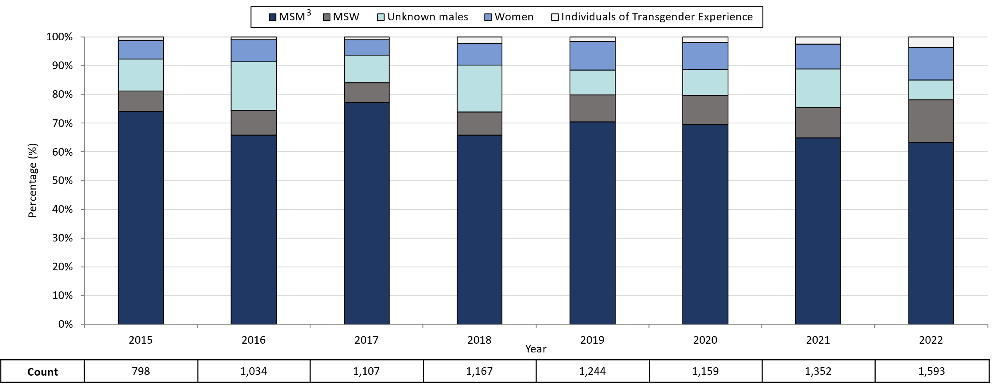 MSM 3 MSW Unknown males Women Individuals of Transgender Experience
100%
90%
80%
70%
60%
50%
40%
30%
20%
10%
0%
Percentage (%)
2015 2016 2017 2018 2019 2020 2021 2022
Year
Count 798 1,034 1,107 1,167 1,244 1,159 1,352 1,593